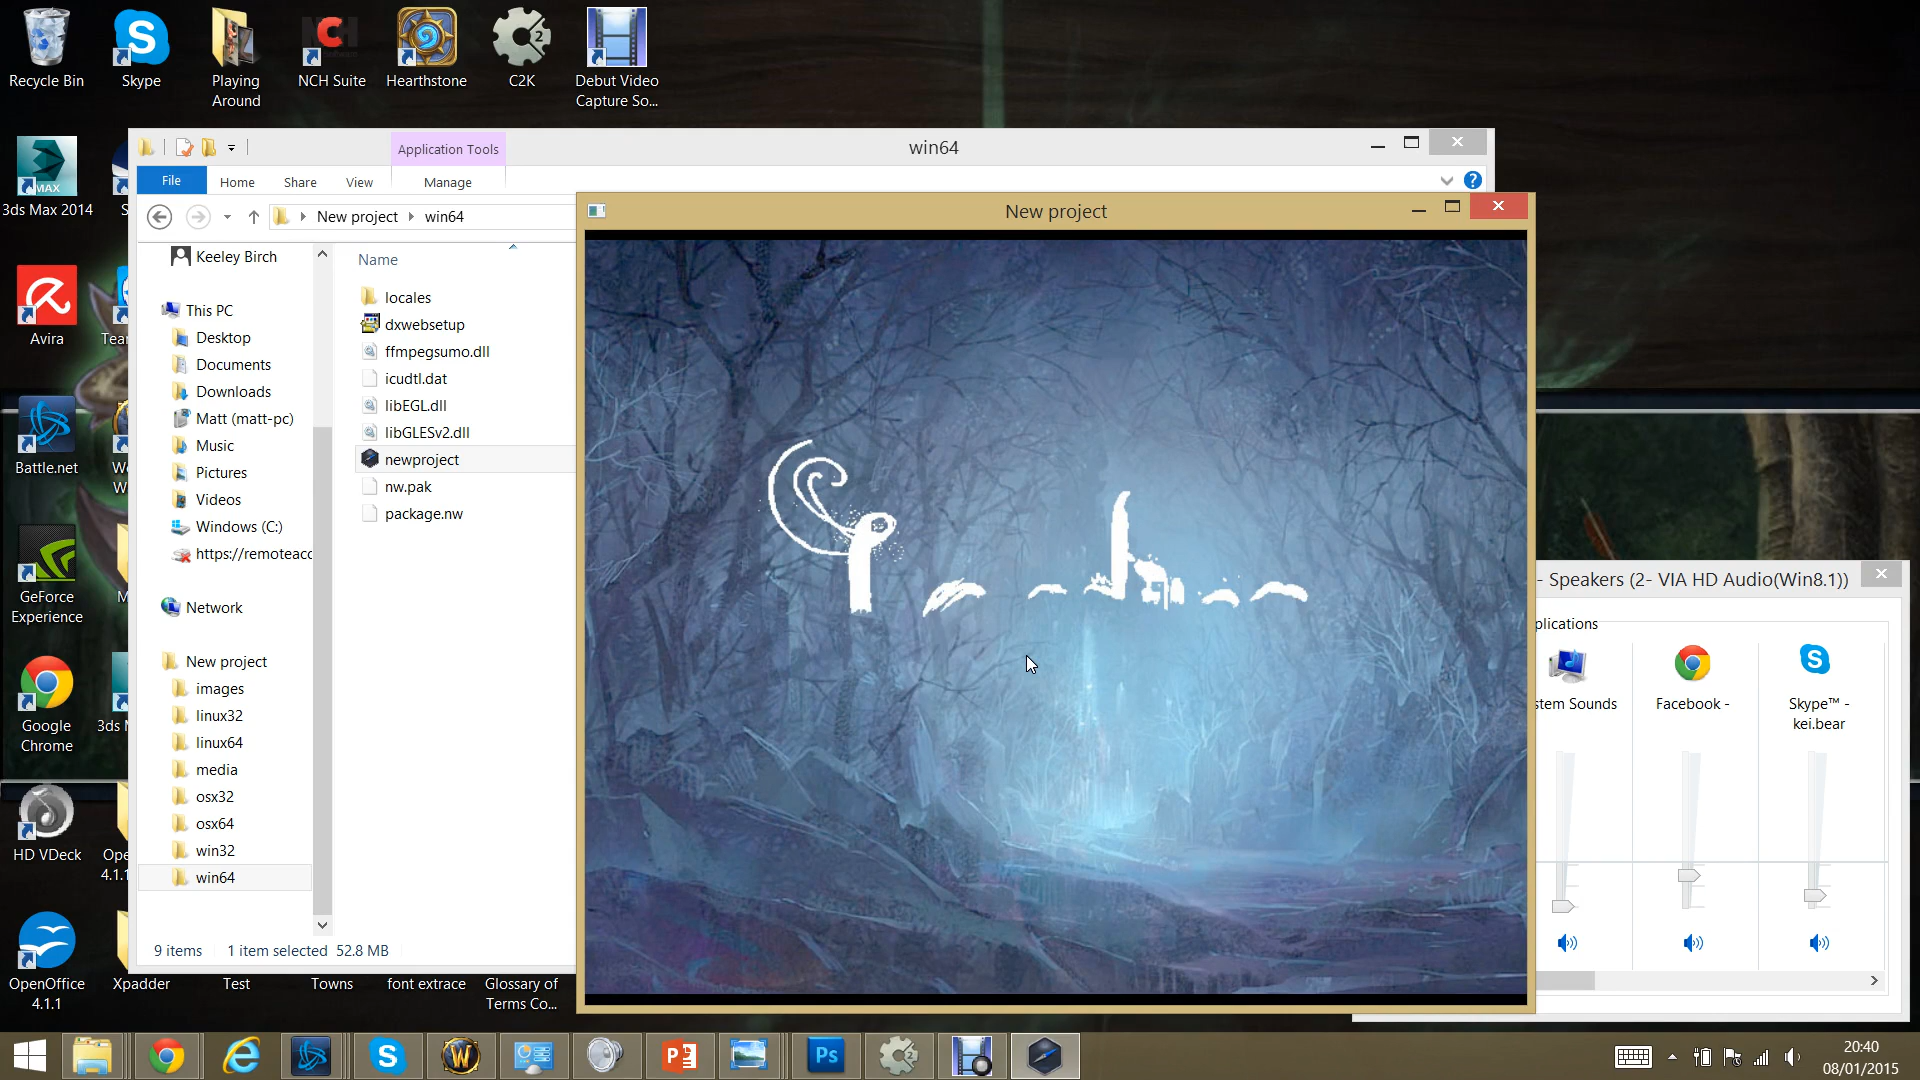 Recycle Bin
Skype
Playing
Around
NCH Suite
Hearthstone
C2K
Debut Video
Capture So...
3ds Max 2014
Avira
Battle.net
GeForce
Experience
Google
Chrome
HD VDeck
OpenOffice
4.1.1
Xpadder
Test
Towns
font extrace
Glossary of
Terms Co...
Application Tools
win64
File
Home
Share
View
Manage
New project
win64
Keeley Birch
This PC
Desktop
Documents
Downloads
Matt (matt-pc)
Music
Pictures
Videos
Windows (C:)
https://remoteacc
Network
New project
images
linux32
linux64
media
osx32
osx64
win32
win64
Name
locales
dxwebsetup
ffmpegsumo.dll
icudtl.dat
libEGL.dll
libGLESv2.dll
newproject
nw.pak
package.nw
9 items
1 item selected 52.8 MB
New project
- Speakers (2- VIA HD Audio(Win8.1))
plications
stem Sounds
Facebook -
Skype™ -
kei.bear
20:40
08/01/2015